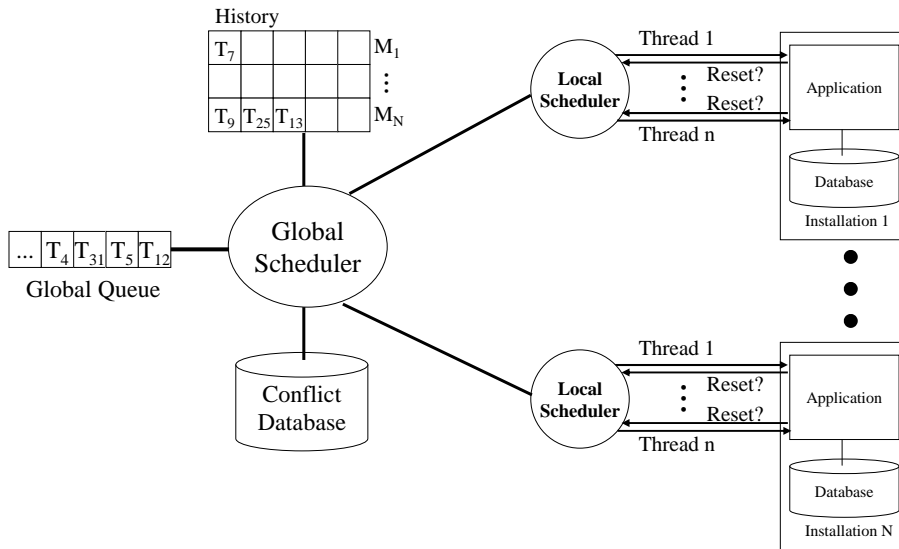 History
T7
M1
T9 T25 T13
MN
Global
Scheduler
... T4 T31 T5 T12
Global Queue
Conflict
Database
Local
Scheduler
Thread 1
Reset?
Reset?
Thread n
Application
Database
Installation 1
Local
Scheduler
Thread 1
Reset?
Reset?
Thread n
Application
Database
Installation N